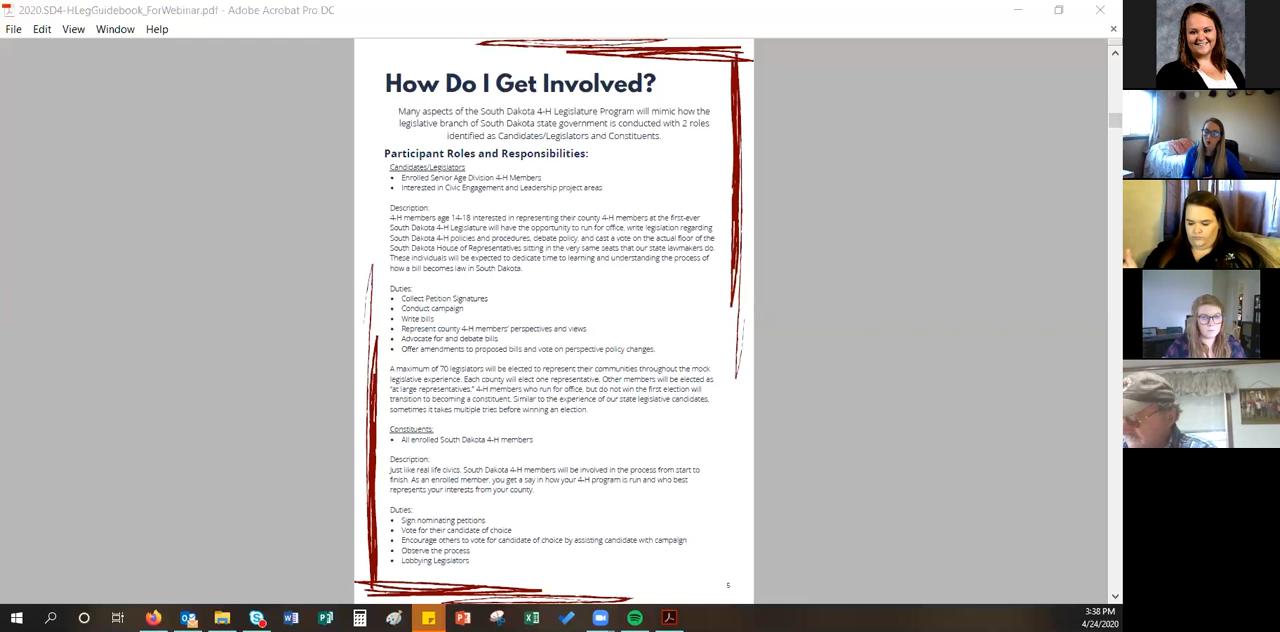 2020.SD4-HLegGuidebook_ForWebinar.pdf - Adobe Acrobat Pro DC
File Edit View Window Help
How Do I Get Involved?
Many aspects of the South Dakota 4-H Legislature Program will mimic how the
legislative branch of South Dakota state government is conducted with 2 roles
identified as Candidates/Legislators and Constituents.
Participant Roles and Responsibilities:
Candidates/Legislators
• Enrolled Senior Age Division 4-H Members
• Interested in Civic Engagement and Leadership project areas
Description:
4-H members age 14-18 interested in representing their county 4-H members at the first-ever
South Dakota 4-H Legislature will have the opportunity to run for office, write legislation regarding
South Dakota 4-H policies and procedures, debate policy, and cast a vote on the actual floor of the
South Dakota House of Representatives sitting in the very same seats that our state lawmakers do.
These individuals will be expected to dedicate time to learning and understanding the process of
how a bill becomes law in South Dakota.
Duties:
• Collect Petition Signatures
• Conduct campaign
• Write bills
• Represent county 4-H members' perspectives and views
• Advocate for and debate bills
• Offer amendments to proposed bills and vote on perspective policy changes.
A maximum of 70 legislators will be elected to represent their communities throughout the mock
legislative experience. Each county will elect one representative. Other members will be elected as
"at large representatives." 4-H members who run for office, but do not win the first election will
transition to becoming a constituent. Similar to the experience of our state legislative candidates,
sometimes it takes multiple tries before winning an election.
Constituents:
• All enrolled South Dakota 4-H members
Description:
Just like real life civics, South Dakota 4-H members will be involved in the process from start to
finish. As an enrolled member, you get a say in how your 4-H program is run and who best
represents your interests from your county.
Duties:
• Sign nominating petitions
• Vote for their candidate of choice
• Encourage others to vote for candidate of choice by assisting candidate with campaign
• Observe the process
• Lobbying Legislators
5
3:38 PM
4/24/2020